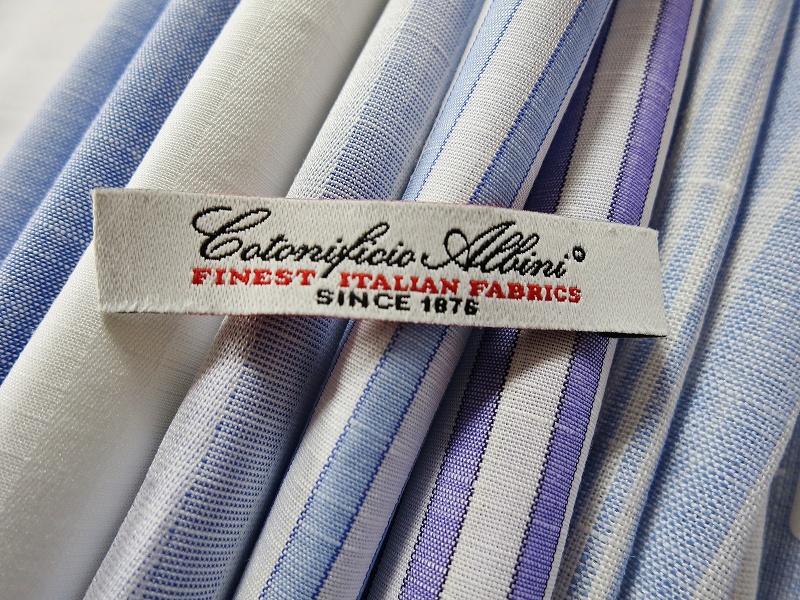 Cotonificio Albini®
FINEST ITALIAN FABRICS
SINCE 1876